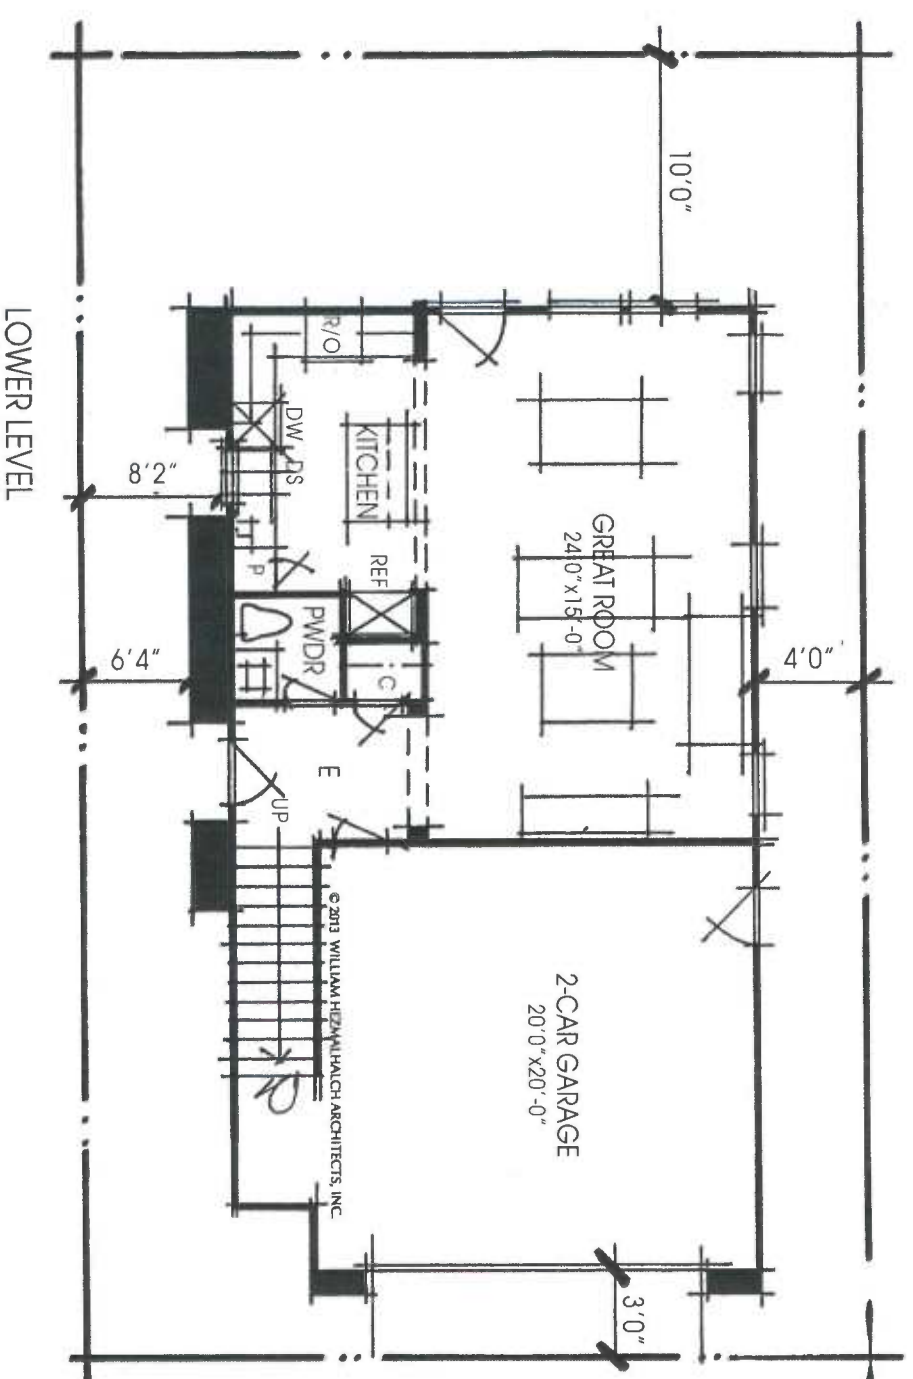 10'0"
R/O
DW
DS
KITCHEN
8'2"
LOWER LEVEL
P
REF
PWDR
C
GREAT ROOM
24'0"x15'-0"
6'4"
4'0"
E
UP
© 2013 WILLIAM HEZMALHALCH ARCHITECTS, INC.
2-CAR GARAGE
20'0"x20'-0"
3'0"